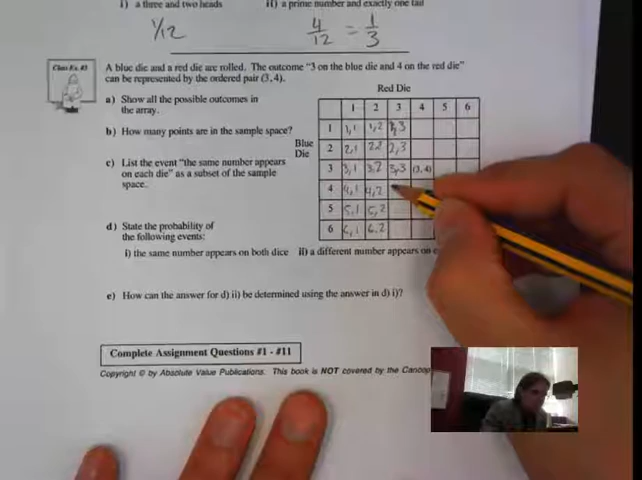 i) a three and two heads ii) a prime number and exactly one tail
1/12 4/12 = 1/3
Class Ex. #3
A blue die and a red die are rolled. The outcome "3 on the blue die and 4 on the red die"
can be represented by the ordered pair (3, 4).
Red Die
a) Show all the possible outcomes in
the array.
b) How many points are in the sample space?
c) List the event "the same number appears
on each die" as a subset of the sample
space.
Blue
Die
1 2 3 4 5 6
1 1,1 1,2 3,3
2 2,1 2,2 2,3
3 3,1 3,2 3,3 (3, 4)
4 4,1 4,2
5 5,1 5,2
6 6,1 6,2
d) State the probability of
the following events:
i) the same number appears on both dice ii) a different number appears on
e) How can the answer for d) ii) be determined using the answer in d) i)?
Complete Assignment Questions #1 - #11
Copyright © by Absolute Value Publications. This book is NOT covered by the Cancopy